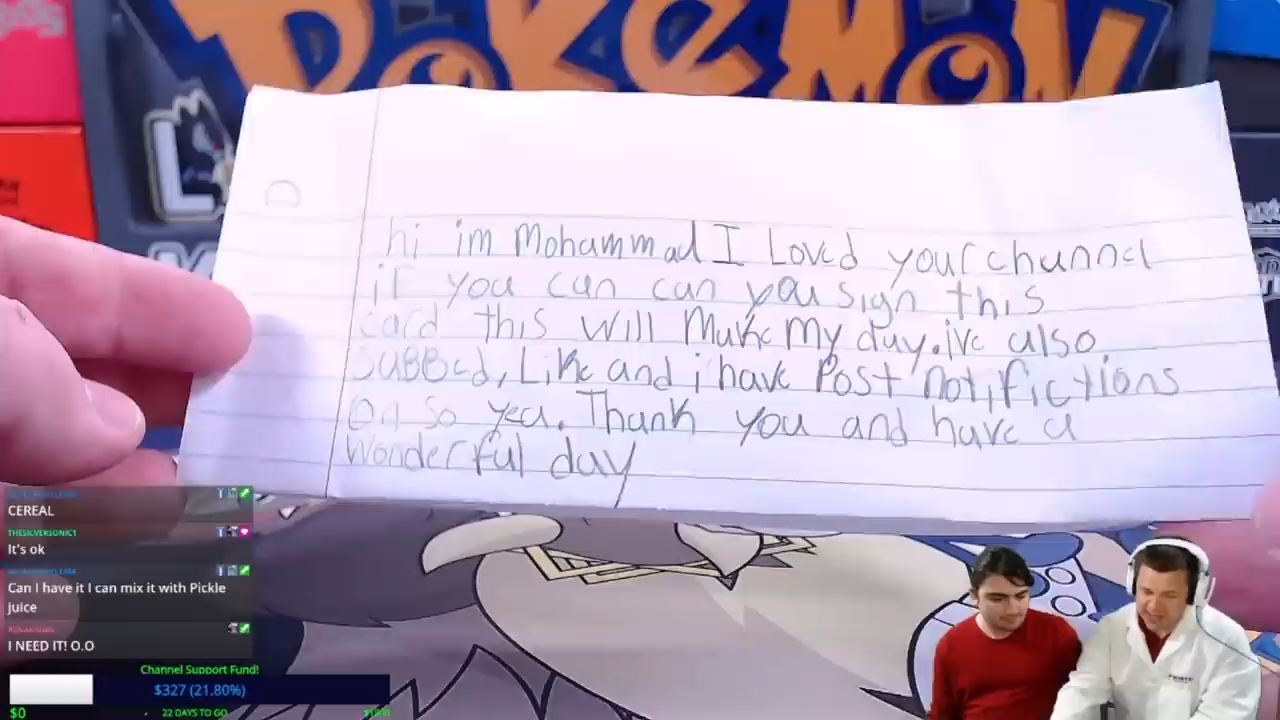 POKEMON
hi im Mohammad I Loved your channel
if you can can you sign this
card this will Make my day. ive also
SUBBed, Like and i have Post notifictions
On so yea. Thank you and have a
Wonderful day
CEREAL
THESILVERSONIC1
It's ok
Can I have it I can mix it with Pickle
juice
I NEED IT! O.O
Channel Support Fund!
$327 (21.80%)
$0
22 DAYS TO GO